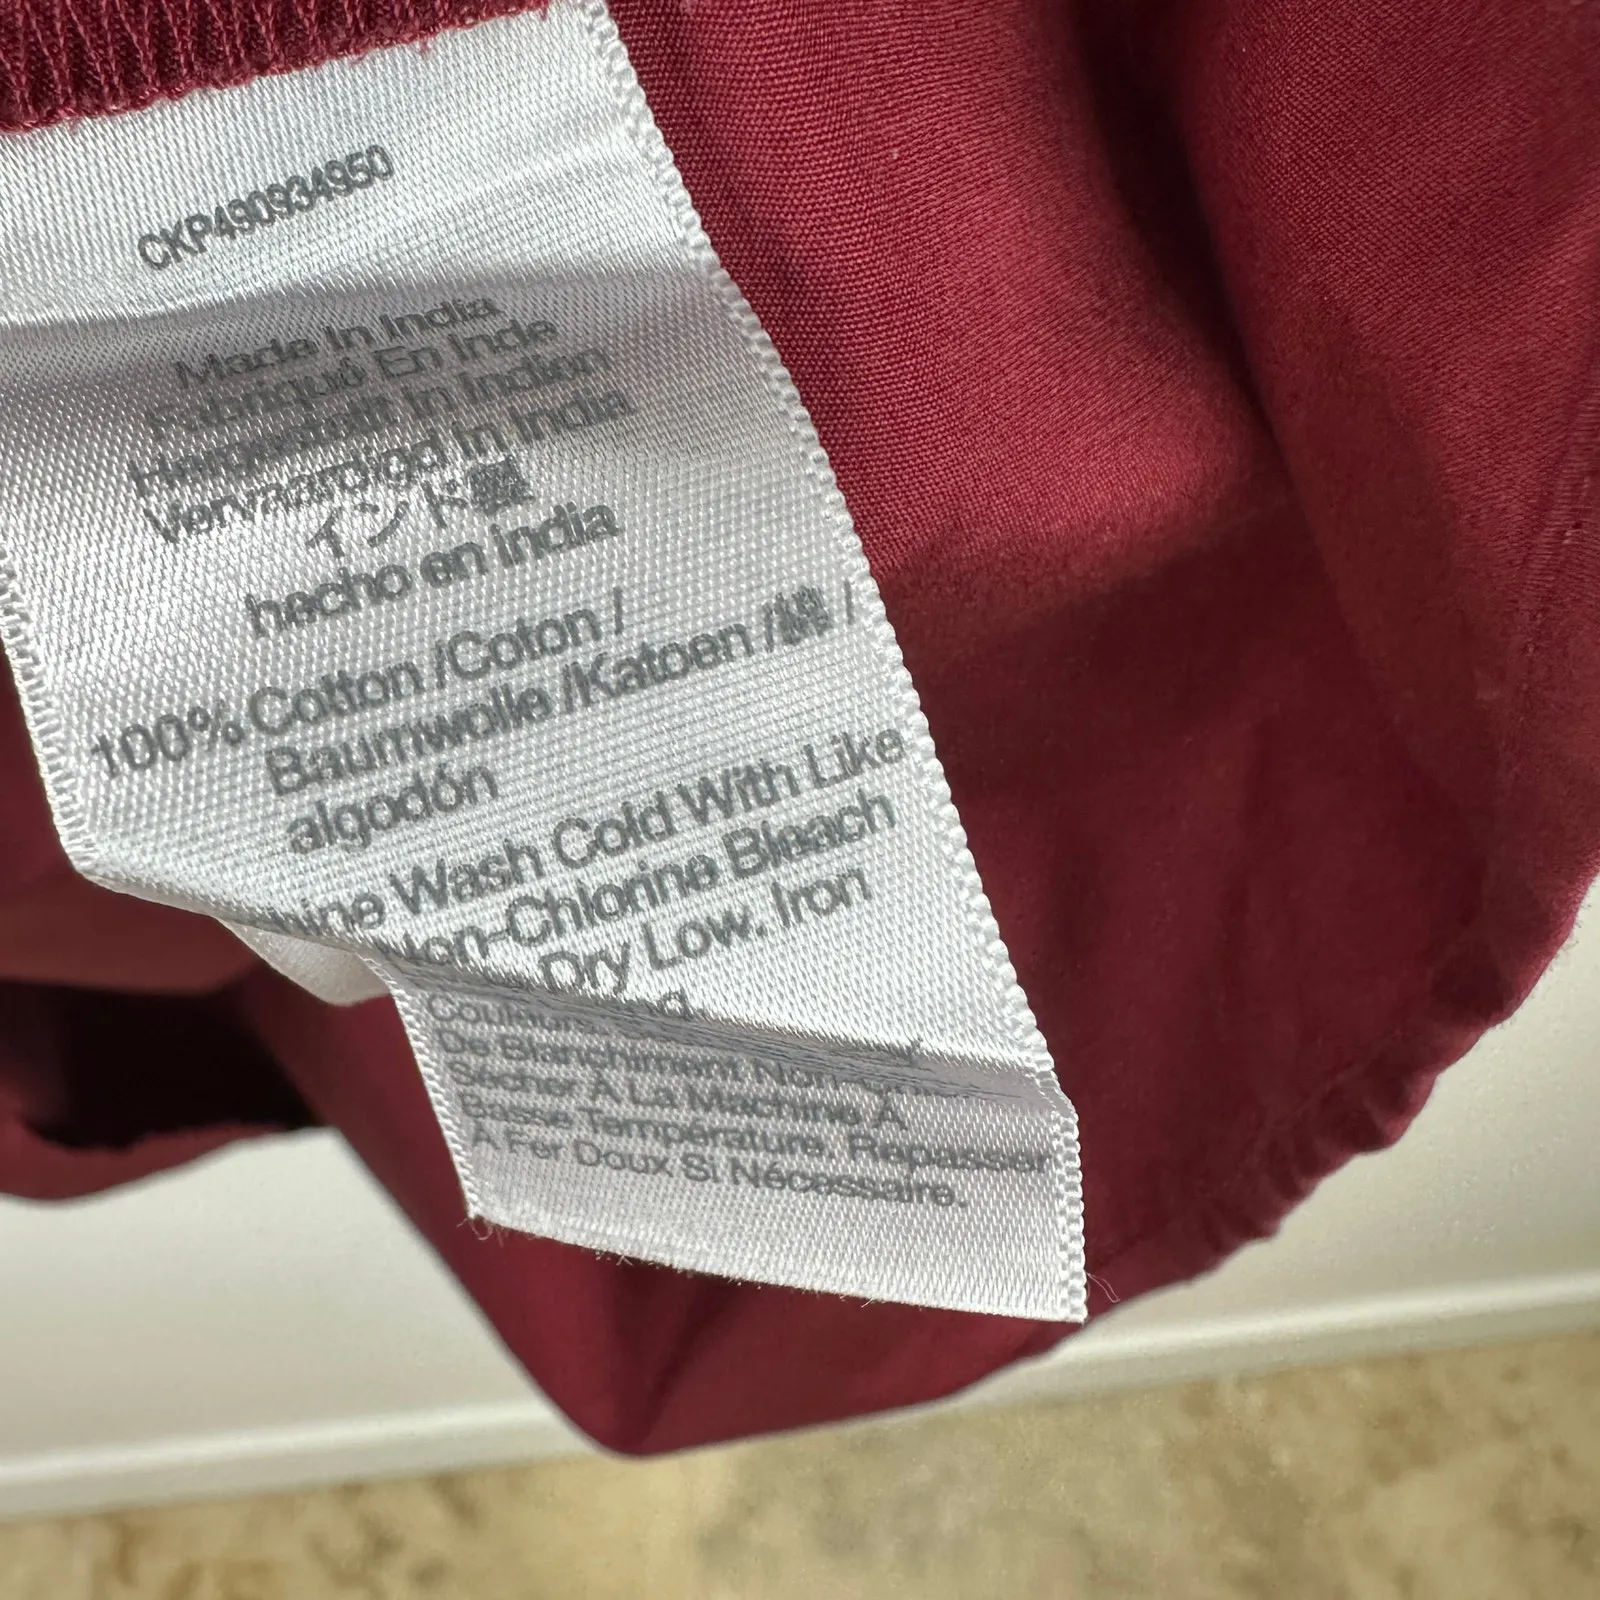 CKP490934950
Made In India
Fabriqué En Inde
Hergestellt In Indien
Vervaardigd In India
インド製
hecho en india
100% Cotton /Coton /
Baumwolle /Katoen /綿 /
algodón
Wash Cold With Like
Non-Chlorine Bleach
Dry Low. Iron
De Blanchiment
Sécher À La Machine À
Basse Température. Repasser
À Fer Doux Si Nécessaire.